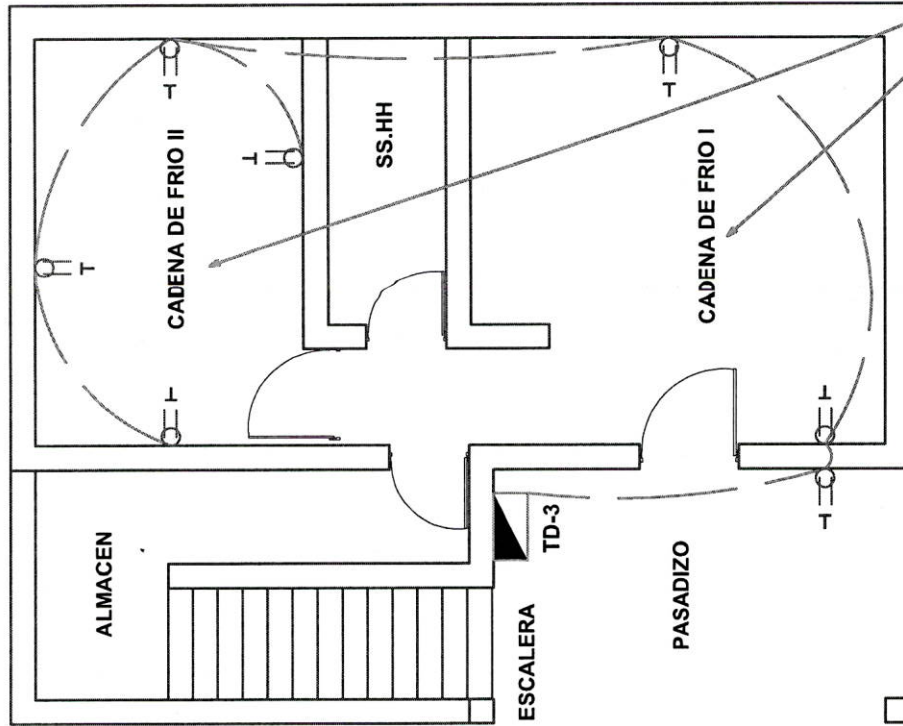 T
T
CADENA DE FRIO II
T
T
SS.HH
T
CADENA DE FRIO I
T
T
ALMACEN
TD-3
ESCALERA
PASADIZO